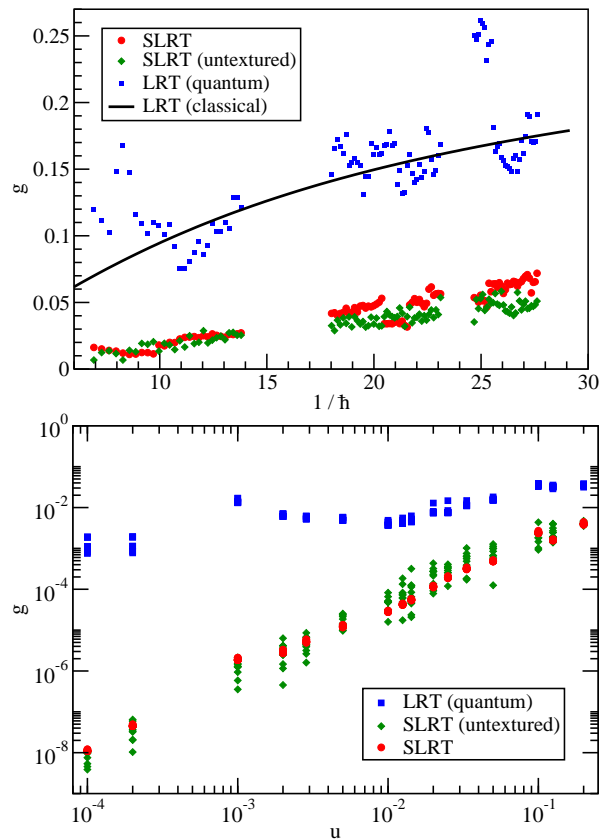 0.25
0.2
0.15
0.1
0.05
0
g
SLRT
SLRT (untextured)
LRT (quantum)
LRT (classical)
10
15
20
25
30
1 / ħ
10^0
10^-2
10^-4
10^-6
10^-8
g
LRT (quantum)
SLRT (untextured)
SLRT
10^-4
10^-3
10^-2
10^-1
u